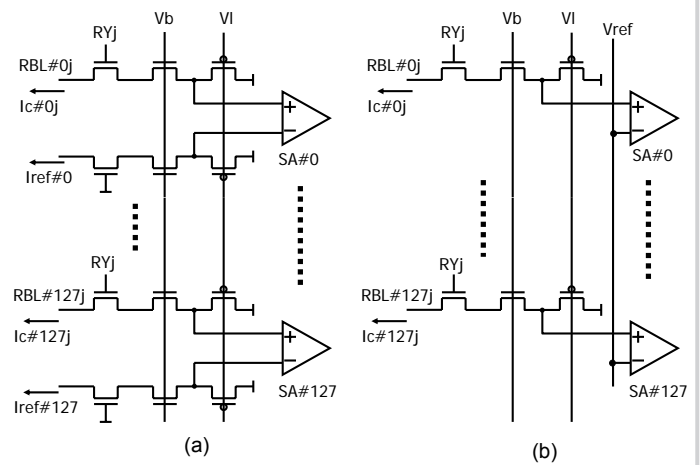 Vb Vl
RYj
RBL#0j
Ic#0j
+
−
SA#0
Iref#0
RYj
RBL#127j
Ic#127j
+
−
SA#127
Iref#127
(a)
Vb Vl Vref
RYj
RBL#0j
Ic#0j
+
−
SA#0
RYj
RBL#127j
Ic#127j
+
−
SA#127
(b)